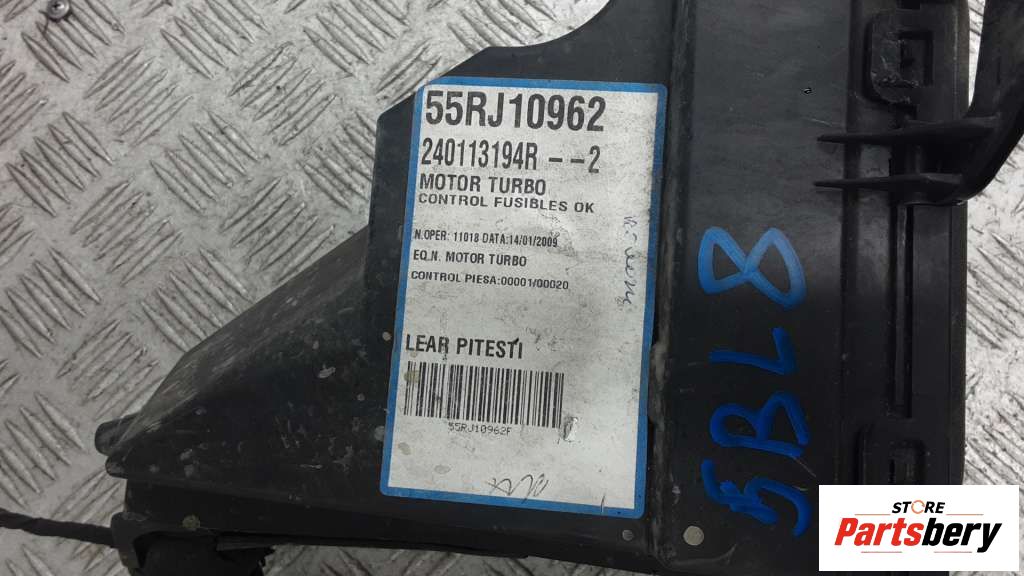 55RJ10962
240113194R --2
MOTOR TURBO
CONTROL FUSIBLES OK
N.OPER: 11018 DATA:14/01/2009
EQ.N. MOTOR TURBO
CONTROL PIESA:00001/00020
LEAR PITESTI
55RJ10962F
5BL8
STORE
Partsbery